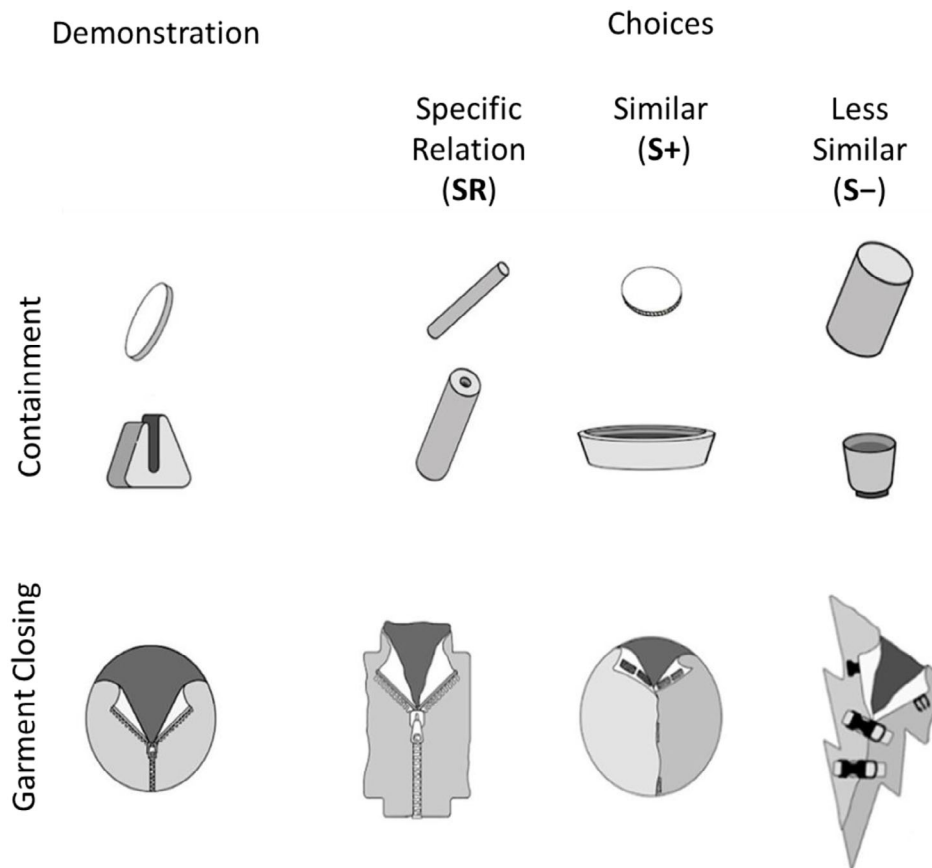 Demonstration
Choices
Specific
Relation
(SR)
Similar
(S+)
Less
Similar
(S−)
Containment
Garment Closing